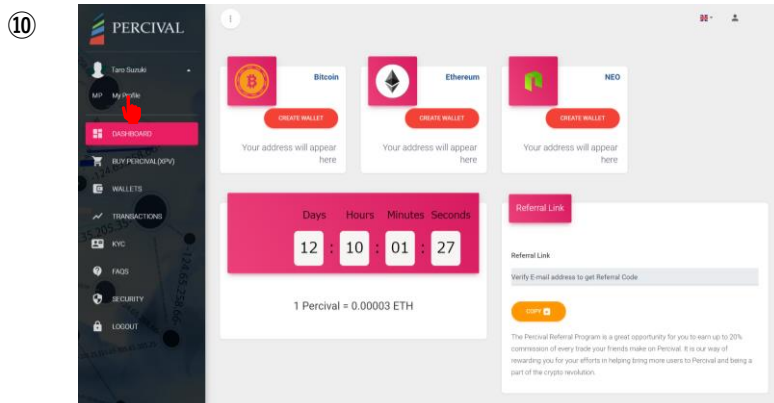 ⑩
PERCIVAL
Taro Suzuki
MP My Profile
DASHBOARD
BUY PERCIVAL(XPV)
WALLETS
TRANSACTIONS
KYC
FAQS
SECURITY
LOGOUT
Bitcoin
CREATE WALLET
Your address will appear
here
Ethereum
CREATE WALLET
Your address will appear
here
NEO
CREATE WALLET
Your address will appear
here
Days Hours Minutes Seconds
12 : 10 : 01 : 27
1 Percival = 0.00003 ETH
Referral Link
Referral Link
Verify E-mail address to get Referral Code
COPY
The Percival Referral Program is a great opportunity for you to earn up to 20%
commission of every trade your friends make on Percival. It is our way of
rewarding you for your efforts in helping bring more users to Percival and being a
part of the crypto revolution.